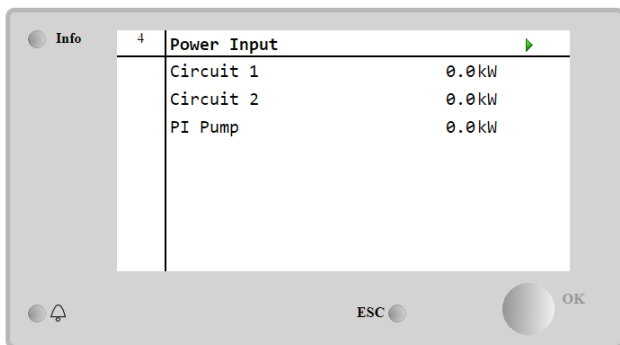 Info
4 Power Input
Circuit 1 0.0kW
Circuit 2 0.0kW
PI Pump 0.0kW
ESC
OK